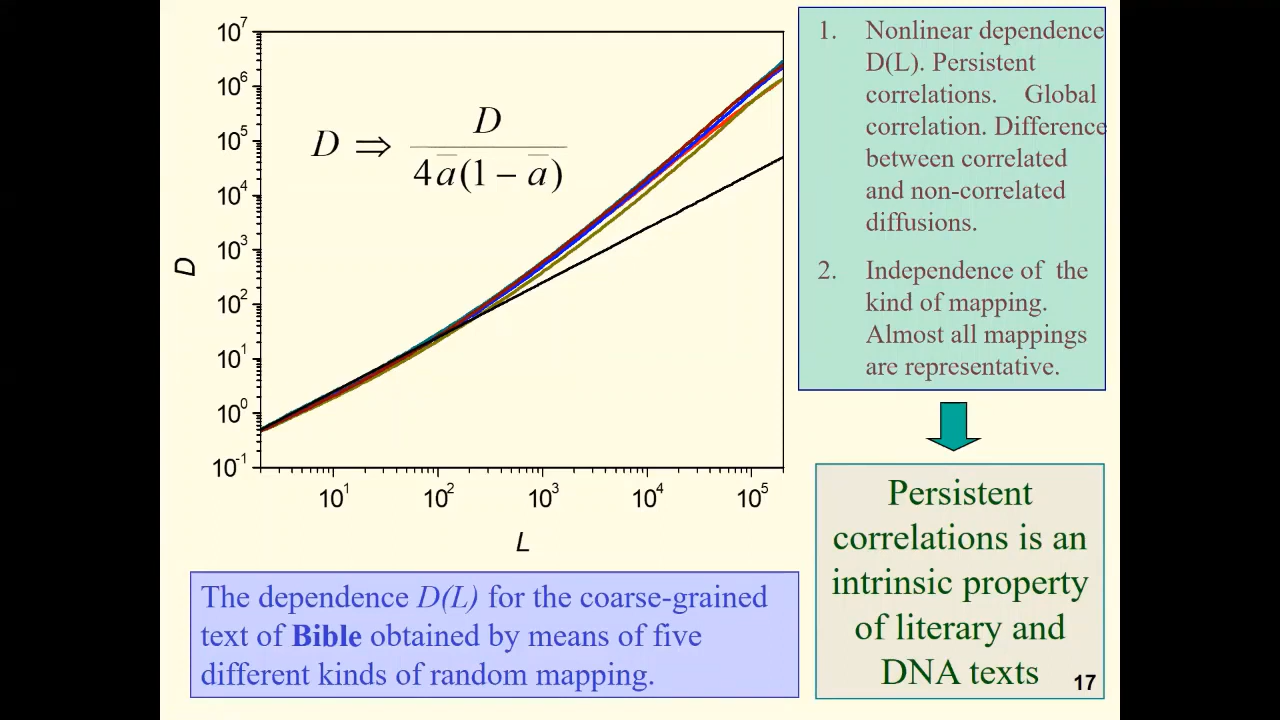 10^7
10^6
10^5
10^4
10^3
10^2
10^1
10^0
10^-1
D
D ⇒ D / 4a̅(1 − a̅)
10^1 10^2 10^3 10^4 10^5
L
The dependence D(L) for the coarse-grained
text of Bible obtained by means of five
different kinds of random mapping.
1. Nonlinear dependence
D(L). Persistent
correlations. Global
correlation. Difference
between correlated
and non-correlated
diffusions.
2. Independence of the
kind of mapping.
Almost all mappings
are representative.
Persistent
correlations is an
intrinsic property
of literary and
DNA texts
17